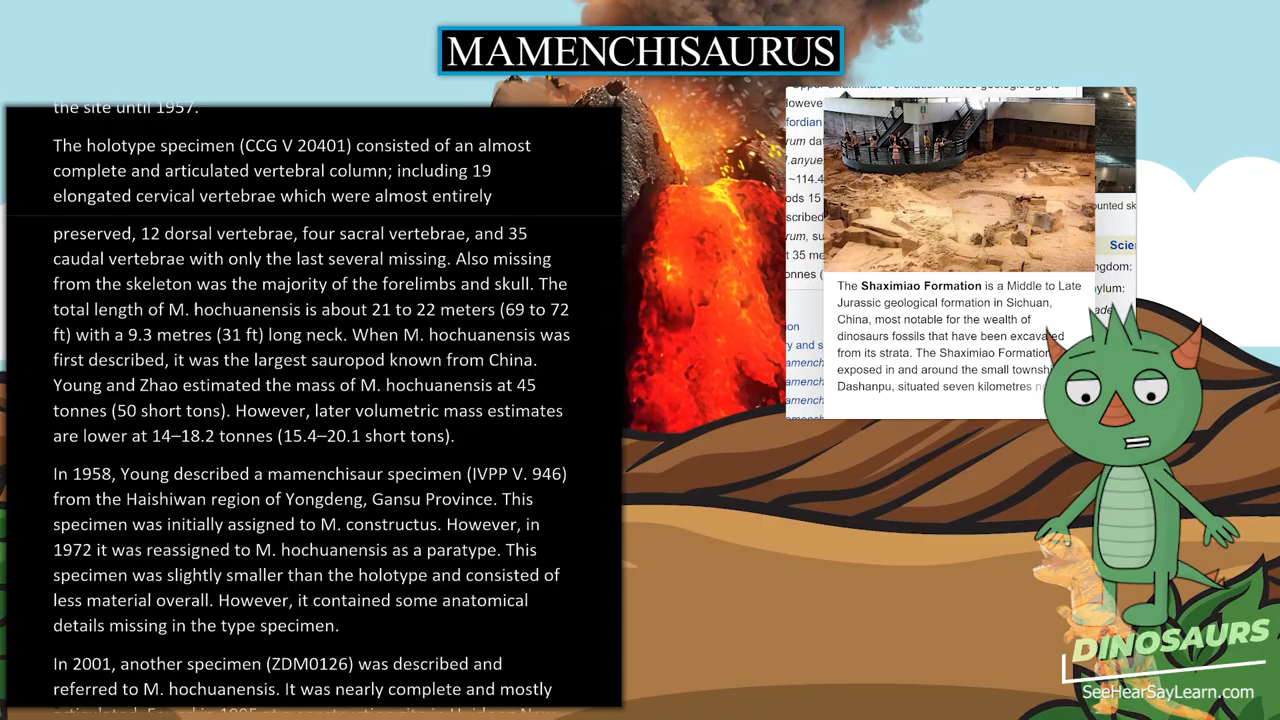 MAMENCHISAURUS
the site until 1957.
The holotype specimen (CCG V 20401) consisted of an almost
complete and articulated vertebral column; including 19
elongated cervical vertebrae which were almost entirely
preserved, 12 dorsal vertebrae, four sacral vertebrae, and 35
caudal vertebrae with only the last several missing. Also missing
from the skeleton was the majority of the forelimbs and skull. The
total length of M. hochuanensis is about 21 to 22 meters (69 to 72
ft) with a 9.3 metres (31 ft) long neck. When M. hochuanensis was
first described, it was the largest sauropod known from China.
Young and Zhao estimated the mass of M. hochuanensis at 45
tonnes (50 short tons). However, later volumetric mass estimates
are lower at 14–18.2 tonnes (15.4–20.1 short tons).
In 1958, Young described a mamenchisaur specimen (IVPP V. 946)
from the Haishiwan region of Yongdeng, Gansu Province. This
specimen was initially assigned to M. constructus. However, in
1972 it was reassigned to M. hochuanensis as a paratype. This
specimen was slightly smaller than the holotype and consisted of
less material overall. However, it contained some anatomical
details missing in the type specimen.
In 2001, another specimen (ZDM0126) was described and
referred to M. hochuanensis. It was nearly complete and mostly
The Shaximiao Formation is a Middle to Late
Jurassic geological formation in Sichuan,
China, most notable for the wealth of
dinosaurs fossils that have been excavated
from its strata. The Shaximiao Formation
exposed in and around the small townsh
Dashanpu, situated seven kilometres
DINOSAURS
SeeHearSayLearn.com